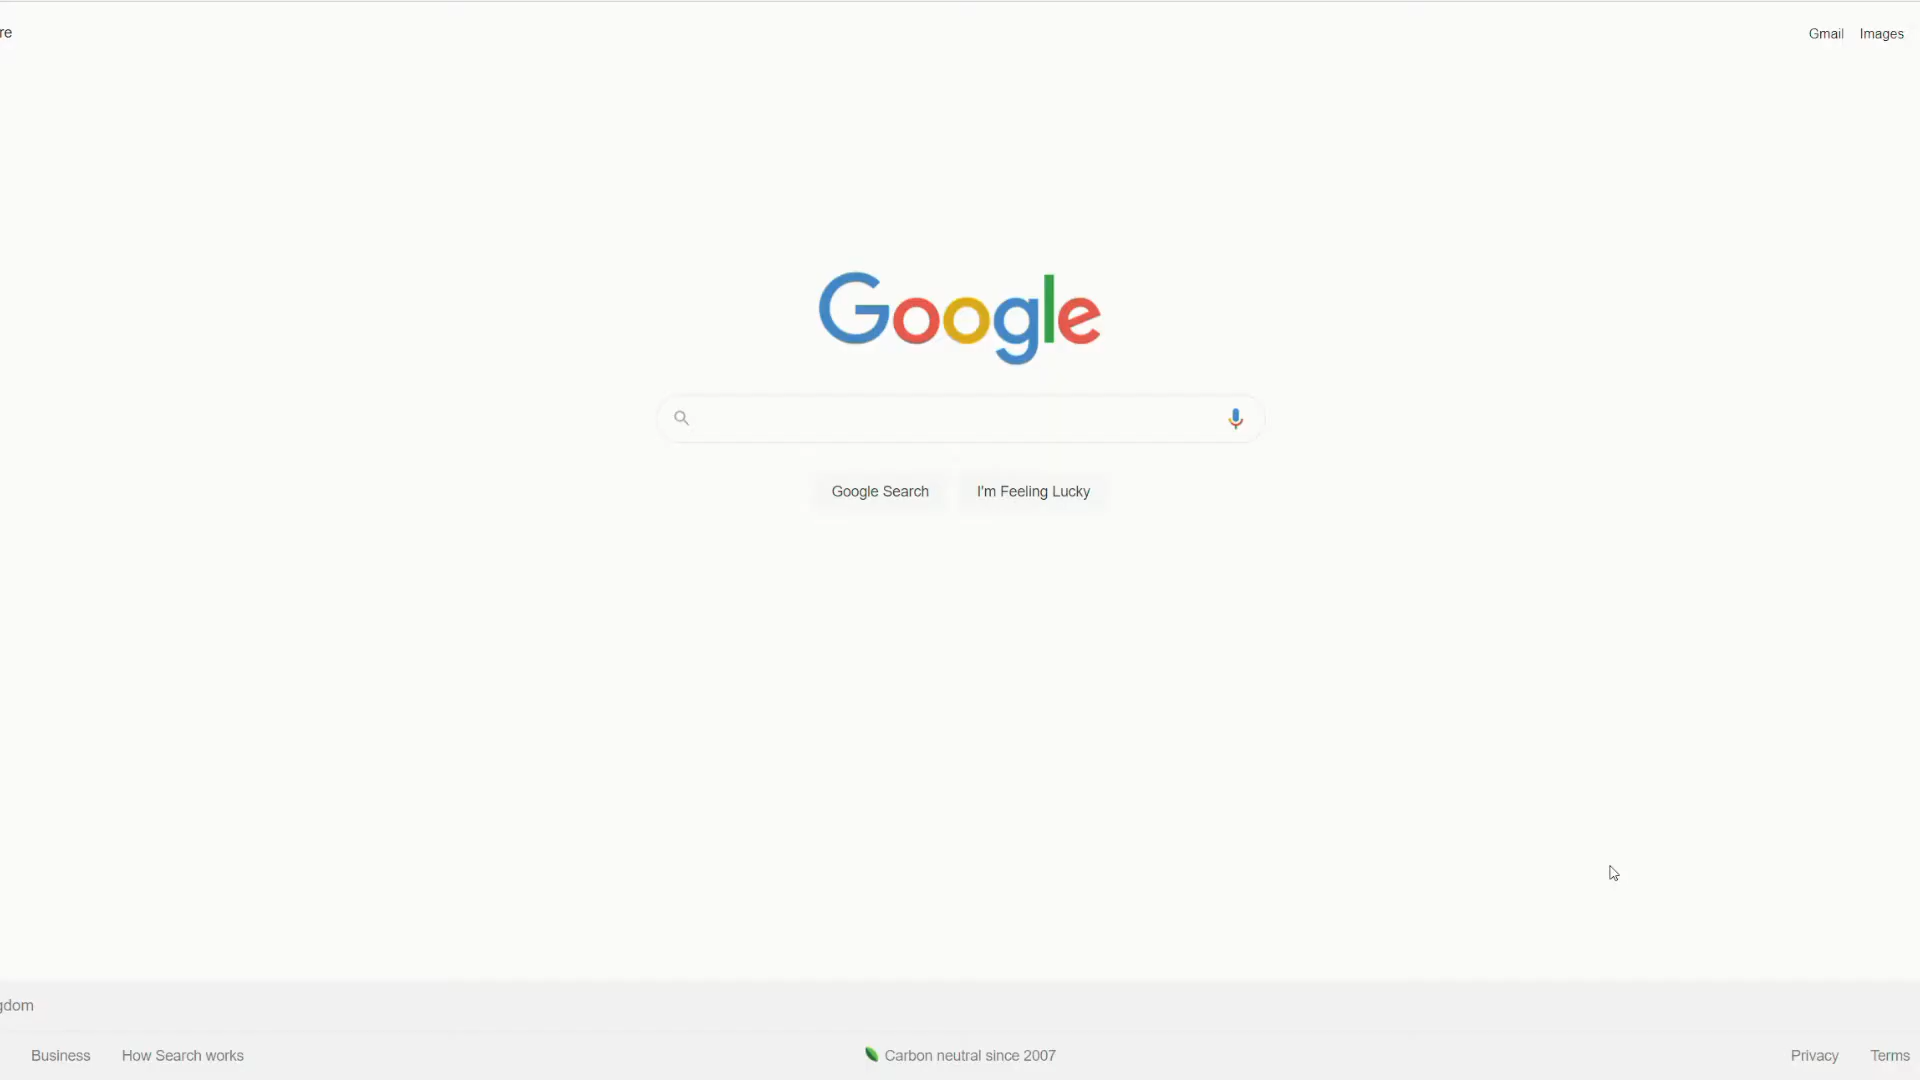 re
Gmail Images
Google
Google Search I'm Feeling Lucky
gdom
Business How Search works Carbon neutral since 2007 Privacy Terms